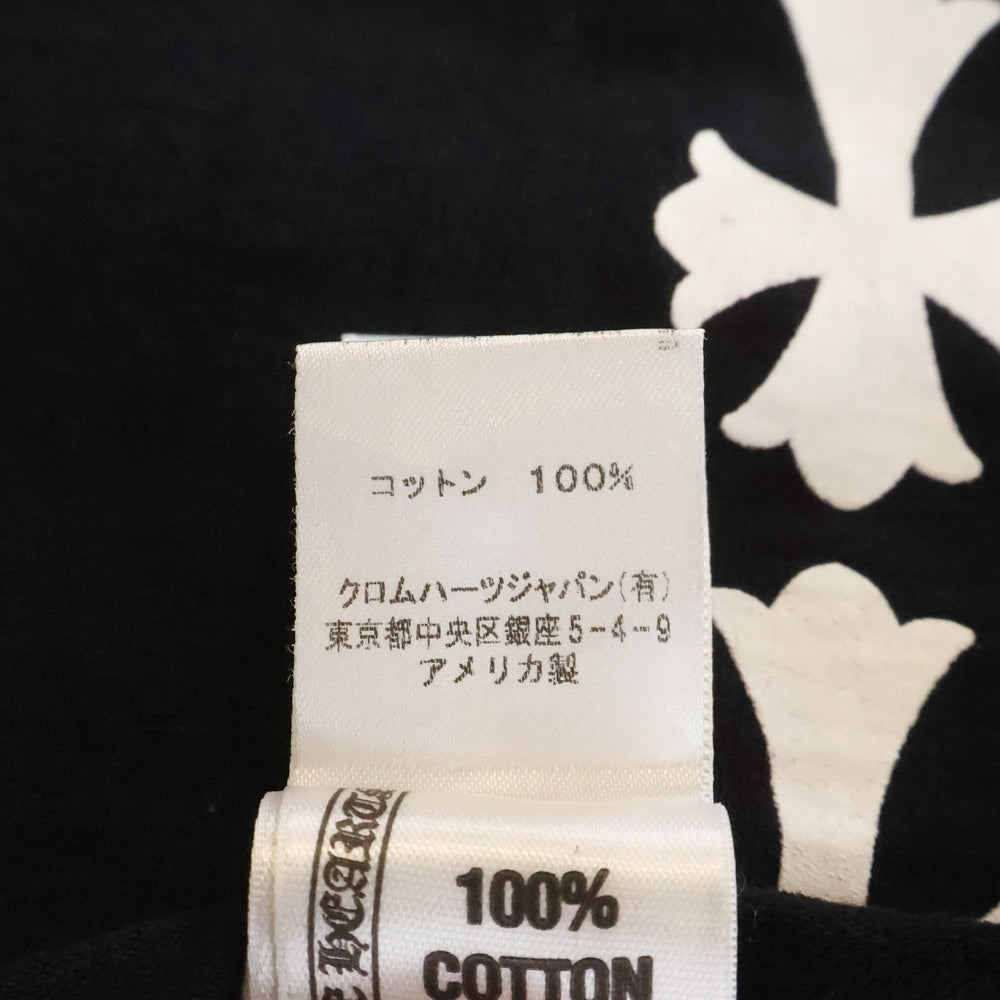 コットン 100%
クロムハーツジャパン(有)
東京都中央区銀座5-4-9
アメリカ製
HEARTS
100%
COTTON